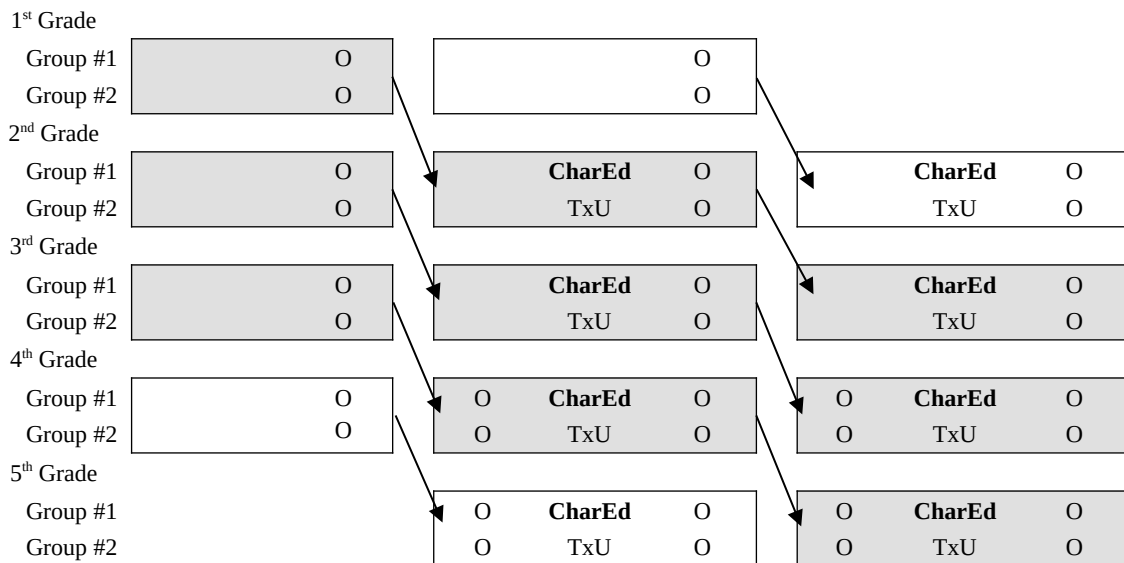 1st Grade
Group #1 O O
Group #2 O O
2nd Grade
Group #1 O CharEd O CharEd O
Group #2 O TxU O TxU O
3rd Grade
Group #1 O CharEd O CharEd O
Group #2 O TxU O TxU O
4th Grade
Group #1 O O CharEd O O CharEd O
Group #2 O O TxU O O TxU O
5th Grade
Group #1 O CharEd O O CharEd O
Group #2 O TxU O O TxU O